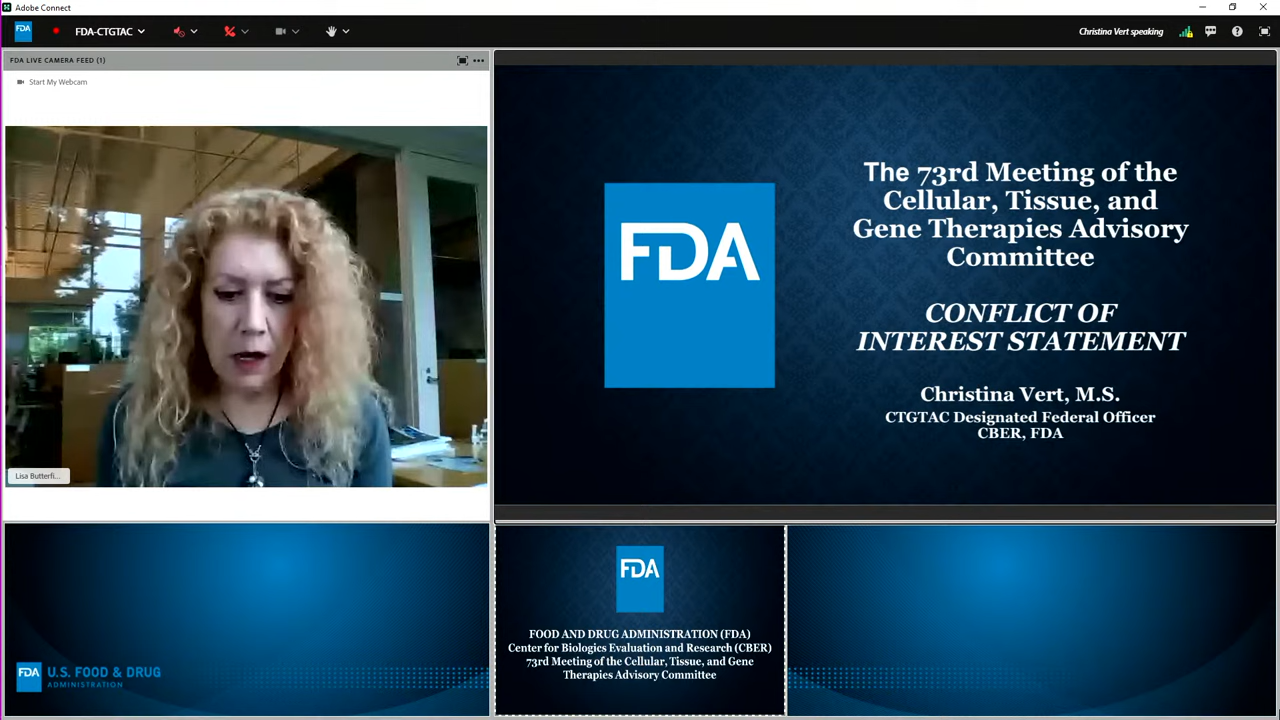 Adobe Connect
FDA
FDA-CTGTAC
Christina Vert speaking
FDA LIVE CAMERA FEED (1)
Start My Webcam
Lisa Butterfi...
FDA
The 73rd Meeting of the
Cellular, Tissue, and
Gene Therapies Advisory
Committee
CONFLICT OF
INTEREST STATEMENT
Christina Vert, M.S.
CTGTAC Designated Federal Officer
CBER, FDA
FDA
U.S. FOOD & DRUG
ADMINISTRATION
FDA
FOOD AND DRUG ADMINISTRATION (FDA)
Center for Biologics Evaluation and Research (CBER)
73rd Meeting of the Cellular, Tissue, and Gene
Therapies Advisory Committee